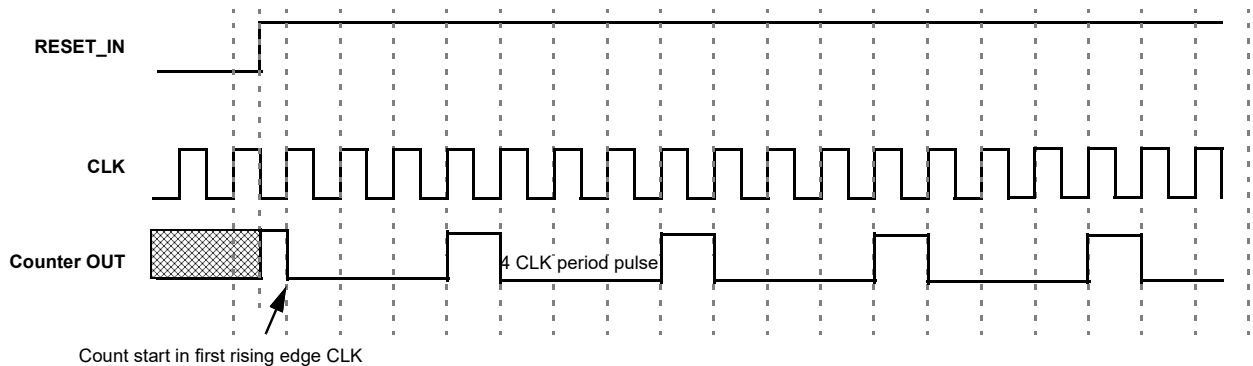 RESET_IN
CLK
Counter OUT
4 CLK period pulse
Count start in first rising edge CLK